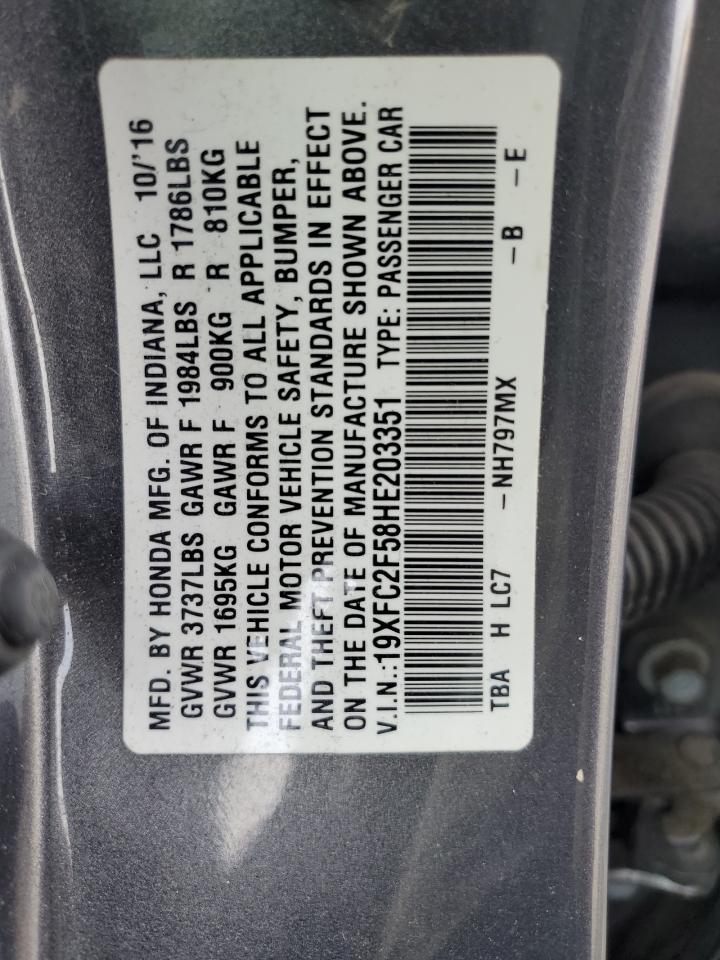 MFD. BY HONDA MFG. OF INDIANA, LLC 10/'16
GVWR 3737LBS GAWR F 1984LBS R 1786LBS
GVWR 1695KG GAWR F 900KG R 810KG
THIS VEHICLE CONFORMS TO ALL APPLICABLE
FEDERAL MOTOR VEHICLE SAFETY, BUMPER,
AND THEFT PREVENTION STANDARDS IN EFFECT
ON THE DATE OF MANUFACTURE SHOWN ABOVE.
V.I.N.:19XFC2F58HE203351 TYPE: PASSENGER CAR
TBA H LC7 -NH797MX -B -E